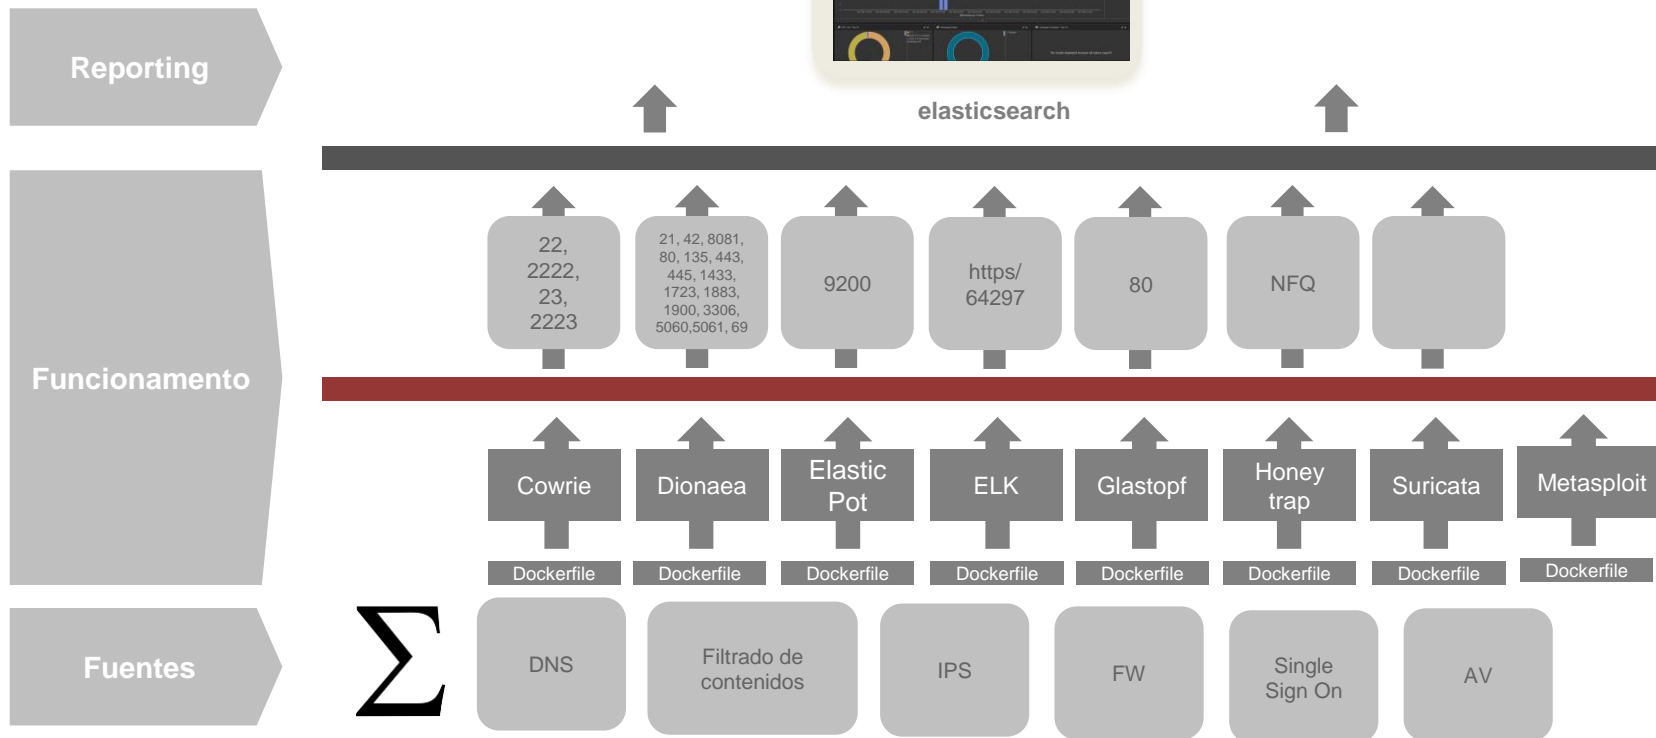 Reporting
elasticsearch
Funcionamento
22,
2222,
23,
2223
21, 42, 8081,
80, 135, 443,
445, 1433,
1723, 1883,
1900, 3306,
5060,5061, 69
9200
https/
64297
80
NFQ
Cowrie
Dionaea
Elastic
Pot
ELK
Glastopf
Honey
trap
Suricata
Metasploit
Dockerfile
Dockerfile
Dockerfile
Dockerfile
Dockerfile
Dockerfile
Dockerfile
Dockerfile
Fuentes
Σ
DNS
Filtrado de
contenidos
IPS
FW
Single
Sign On
AV